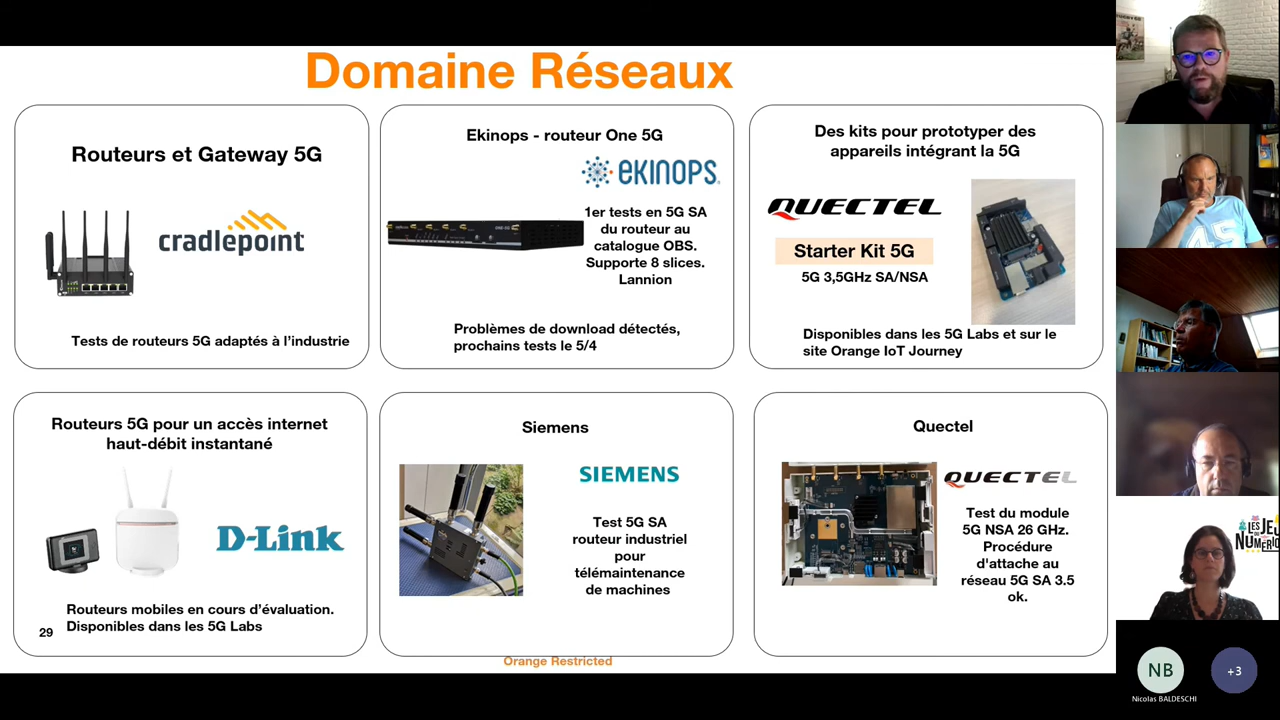 Domaine Réseaux
Routeurs et Gateway 5G
cradlepoint
Tests de routeurs 5G adaptés à l’industrie
Ekinops - routeur One 5G
EKINOPS
1er tests en 5G SA
du routeur au
catalogue OBS.
Supporte 8 slices.
Lannion
Problèmes de download détectés,
prochains tests le 5/4
Des kits pour prototyper des
appareils intégrant la 5G
QUECTEL
Starter Kit 5G
5G 3,5GHz SA/NSA
Disponibles dans les 5G Labs et sur le
site Orange IoT Journey
Routeurs 5G pour un accès internet
haut-débit instantané
D-Link
Routeurs mobiles en cours d’évaluation.
Disponibles dans les 5G Labs
29
Siemens
SIEMENS
Test 5G SA
routeur industriel
pour
télémaintenance
de machines
Quectel
QUECTEL
Test du module
5G NSA 26 GHz.
Procédure
d'attache au
réseau 5G SA 3.5
ok.
Orange Restricted
45
LES JEU
DU NUMÉRIQ
NB
Nicolas BALDESCHI
+3